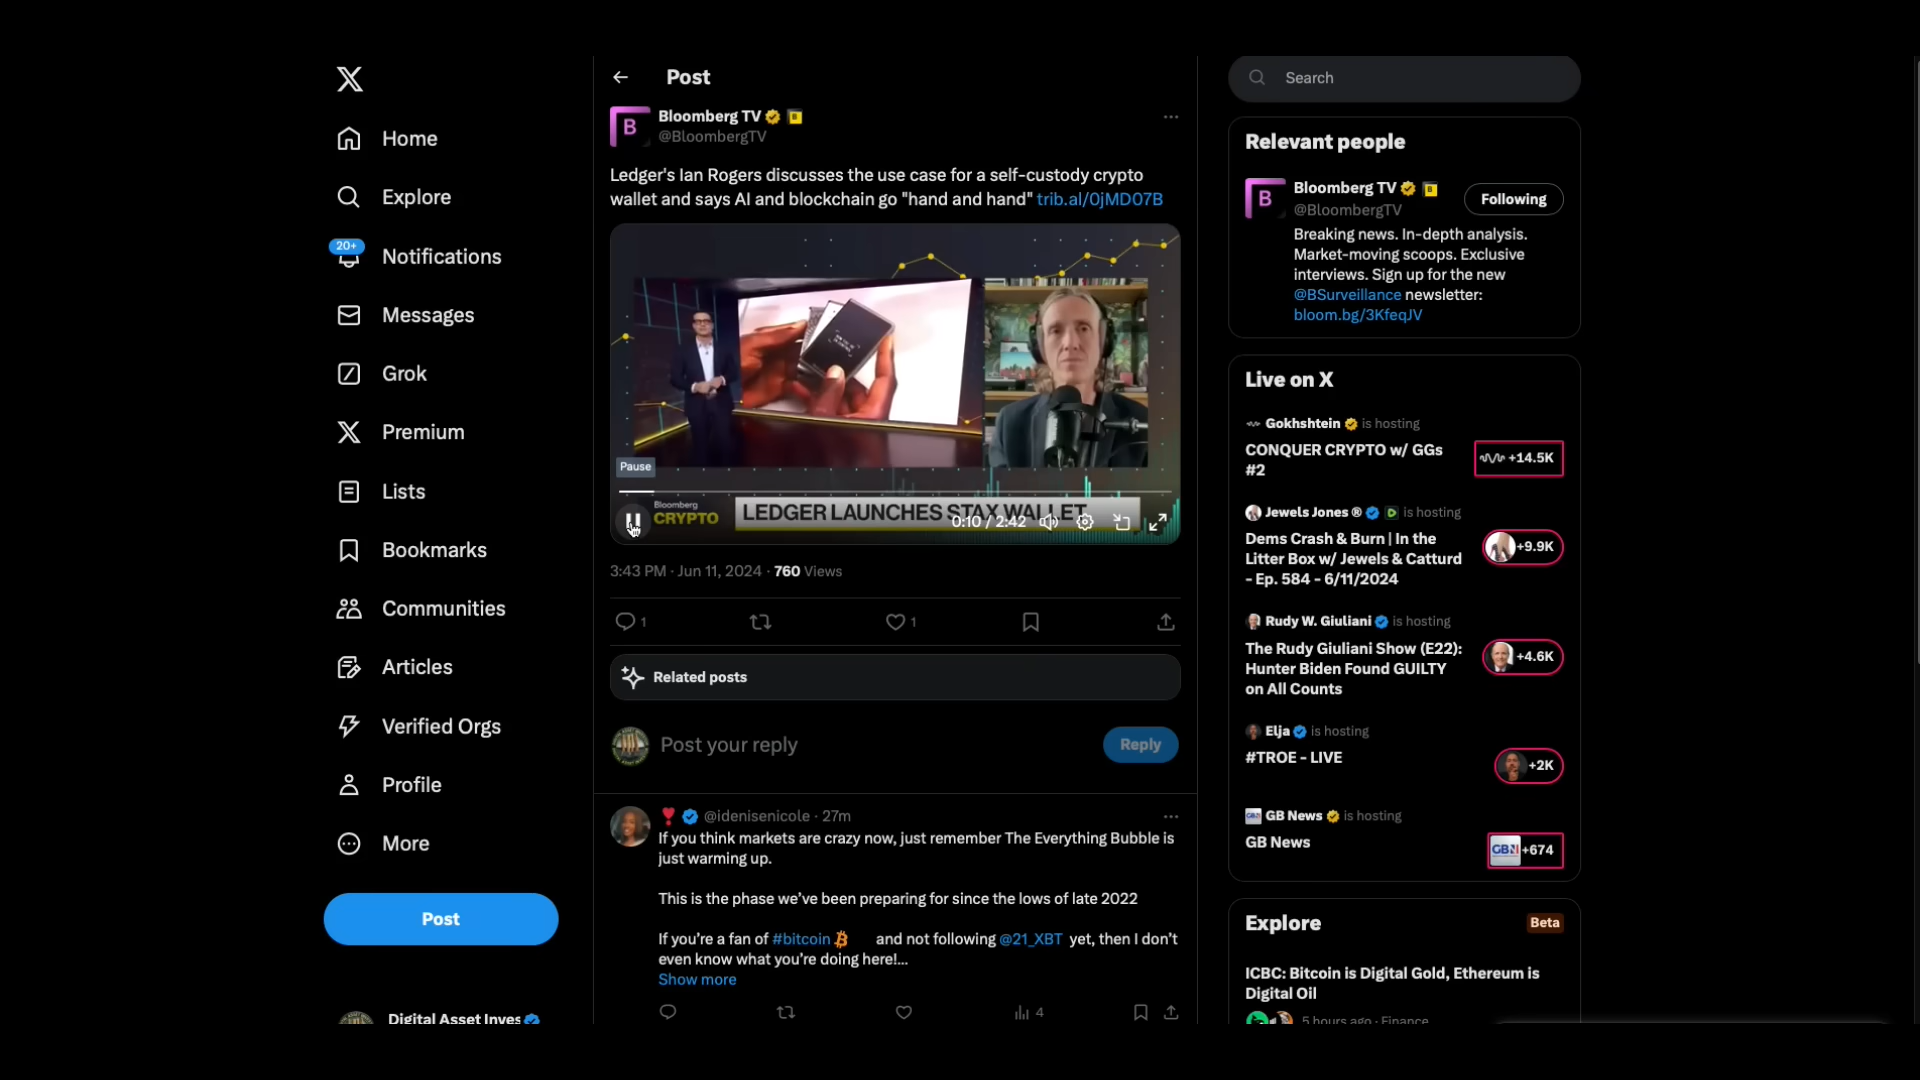 Home
Explore
20+
Notifications
Messages
Grok
Premium
Lists
Bookmarks
Communities
Articles
Verified Orgs
Profile
More
Post
Digital Asset Inves
Post
B
Bloomberg TV
@BloombergTV
Ledger's Ian Rogers discusses the use case for a self-custody crypto
wallet and says AI and blockchain go "hand and hand" trib.al/0jMD07B
Pause
Bloomberg
CRYPTO
LEDGER LAUNCHES STAX WALLET
0:10 / 2:42
3:43 PM · Jun 11, 2024 · 760 Views
1
1
Related posts
Post your reply
Reply
@idenisenicole · 27m
If you think markets are crazy now, just remember The Everything Bubble is
just warming up.
This is the phase we've been preparing for since the lows of late 2022
If you're a fan of #bitcoin and not following @21_XBT yet, then I don't
even know what you're doing here!...
Show more
4
Search
Relevant people
B
Bloomberg TV
@BloombergTV
Following
Breaking news. In-depth analysis.
Market-moving scoops. Exclusive
interviews. Sign up for the new
@BSurveillance newsletter:
bloom.bg/3KfeqJV
Live on X
Gokhshtein is hosting
CONQUER CRYPTO w/ GGs
#2
+14.5K
Jewels Jones ® is hosting
Dems Crash & Burn | In the
Litter Box w/ Jewels & Catturd
- Ep. 584 - 6/11/2024
+9.9K
Rudy W. Giuliani is hosting
The Rudy Giuliani Show (E22):
Hunter Biden Found GUILTY
on All Counts
+4.6K
Elja is hosting
#TROE - LIVE
+2K
GB News is hosting
GB News
GBN
+674
Explore
Beta
ICBC: Bitcoin is Digital Gold, Ethereum is
Digital Oil
5 hours ago · Finance